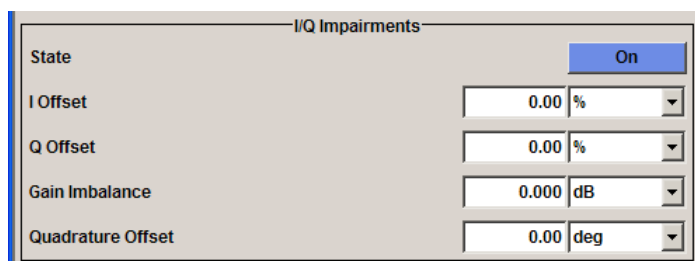 I/Q Impairments
State On
I Offset 0.00 %
Q Offset 0.00 %
Gain Imbalance 0.000 dB
Quadrature Offset 0.00 deg